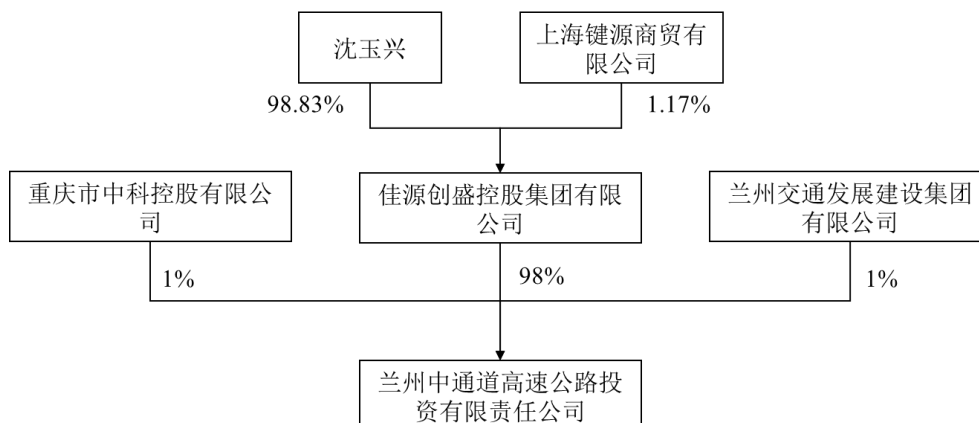 沈玉兴
上海键源商贸有
限公司
98.83%
1.17%
重庆市中科控股有限公
司
佳源创盛控股集团有限
公司
兰州交通发展建设集团
有限公司
1%
98%
1%
兰州中通道高速公路投
资有限责任公司